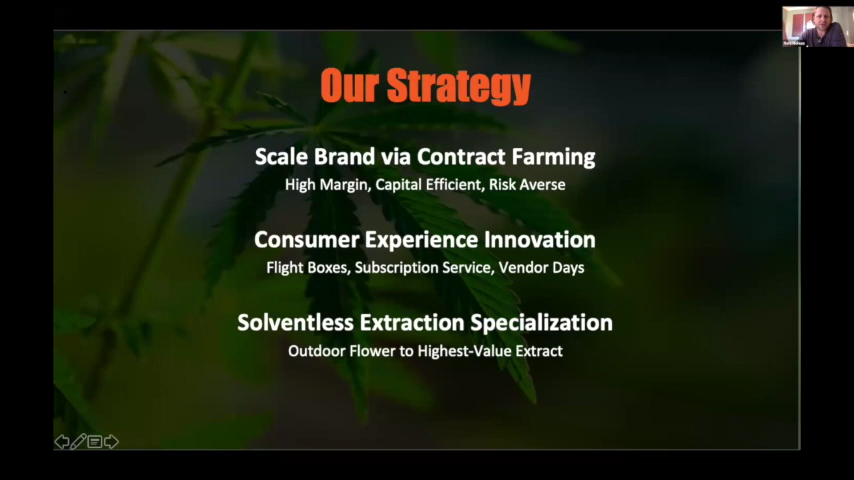 Our Strategy
Scale Brand via Contract Farming
High Margin, Capital Efficient, Risk Averse
Consumer Experience Innovation
Flight Boxes, Subscription Service, Vendor Days
Solventless Extraction Specialization
Outdoor Flower to Highest-Value Extract